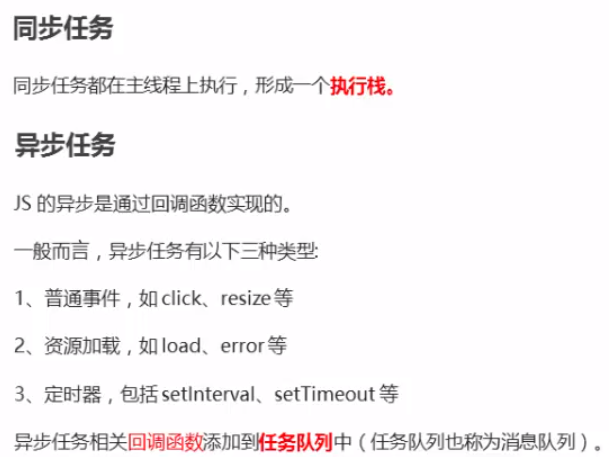 同步任务
同步任务都在主线程上执行，形成一个执行栈。
异步任务
JS 的异步是通过回调函数实现的。
一般而言，异步任务有以下三种类型:
1、普通事件，如 click、resize 等
2、资源加载，如 load、error 等
3、定时器，包括 setInterval、setTimeout 等
异步任务相关回调函数添加到任务队列中（任务队列也称为消息队列）。